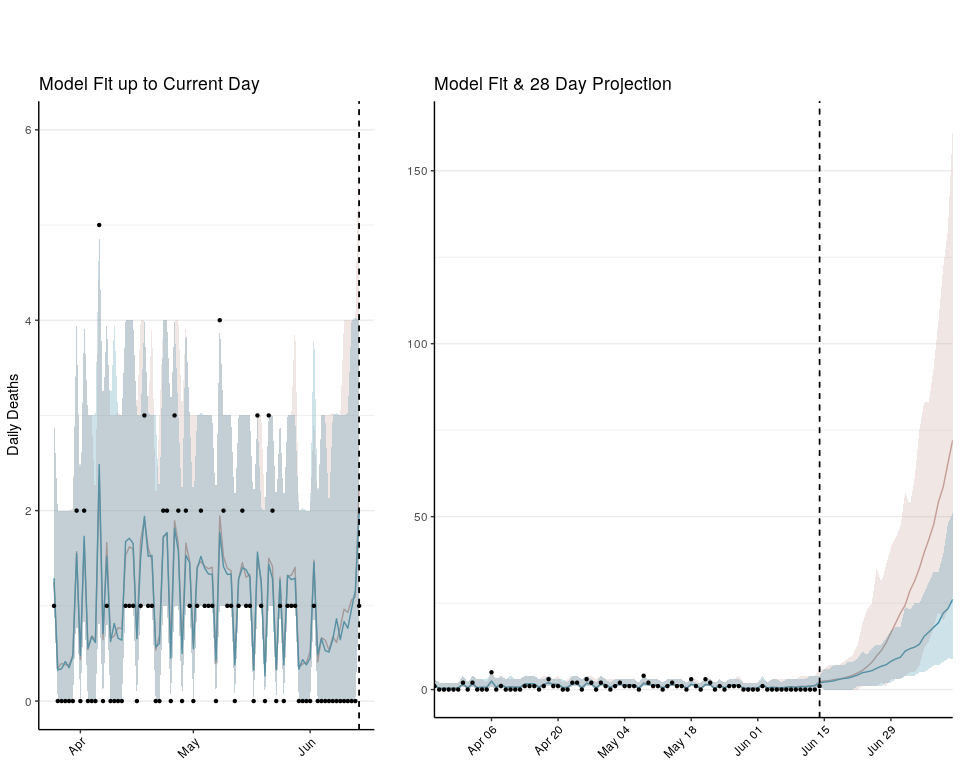 Model Fit up to Current Day
Daily Deaths
6
4
2
0
Apr
May
Jun
Model Fit & 28 Day Projection
150
100
50
0
Apr 06
Apr 20
May 04
May 18
Jun 01
Jun 15
Jun 29